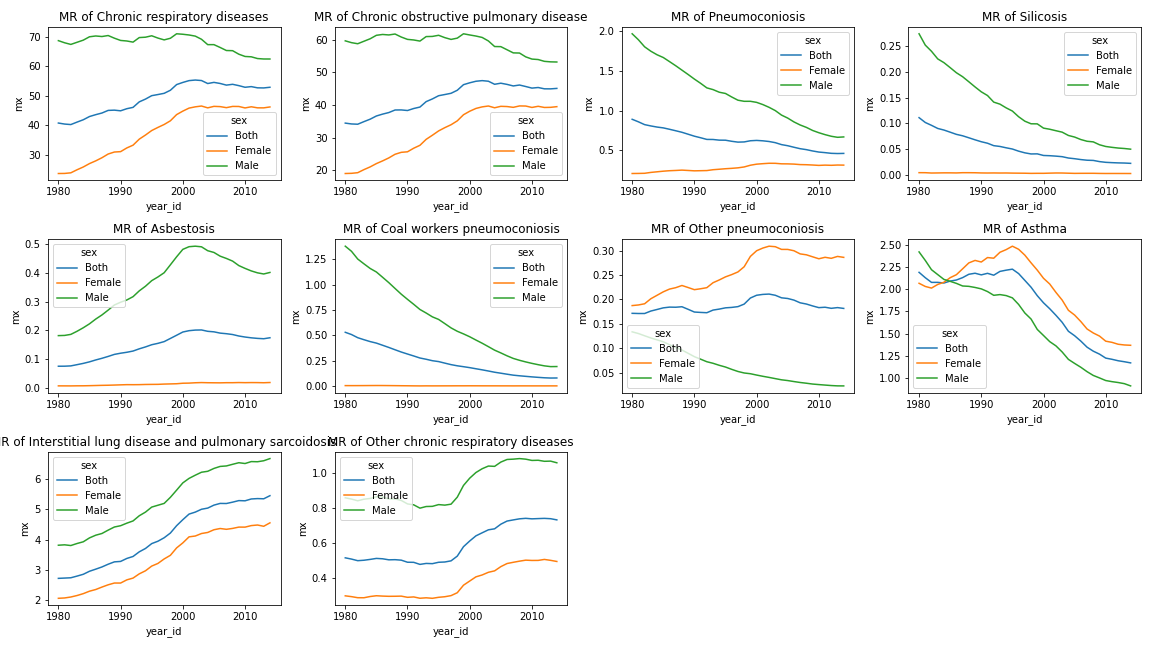 MR of Chronic respiratory diseases
mx
70
60
50
40
30
sex
Both
Female
Male
1980 1990 2000 2010
year_id
MR of Chronic obstructive pulmonary disease
mx
60
50
40
30
20
sex
Both
Female
Male
1980 1990 2000 2010
year_id
MR of Pneumoconiosis
mx
2.0
1.5
1.0
0.5
sex
Both
Female
Male
1980 1990 2000 2010
year_id
MR of Silicosis
mx
0.25
0.20
0.15
0.10
0.05
0.00
sex
Both
Female
Male
1980 1990 2000 2010
year_id
MR of Asbestosis
mx
0.5
0.4
0.3
0.2
0.1
0.0
sex
Both
Female
Male
1980 1990 2000 2010
year_id
MR of Coal workers pneumoconiosis
mx
1.25
1.00
0.75
0.50
0.25
0.00
sex
Both
Female
Male
1980 1990 2000 2010
year_id
MR of Other pneumoconiosis
mx
0.30
0.25
0.20
0.15
0.10
0.05
sex
Both
Female
Male
1980 1990 2000 2010
year_id
MR of Asthma
mx
2.50
2.25
2.00
1.75
1.50
1.25
1.00
sex
Both
Female
Male
1980 1990 2000 2010
year_id
R of Interstitial lung disease and pulmonary sarcoidosis
mx
6
5
4
3
2
sex
Both
Female
Male
1980 1990 2000 2010
year_id
MR of Other chronic respiratory diseases
mx
1.0
0.8
0.6
0.4
sex
Both
Female
Male
1980 1990 2000 2010
year_id